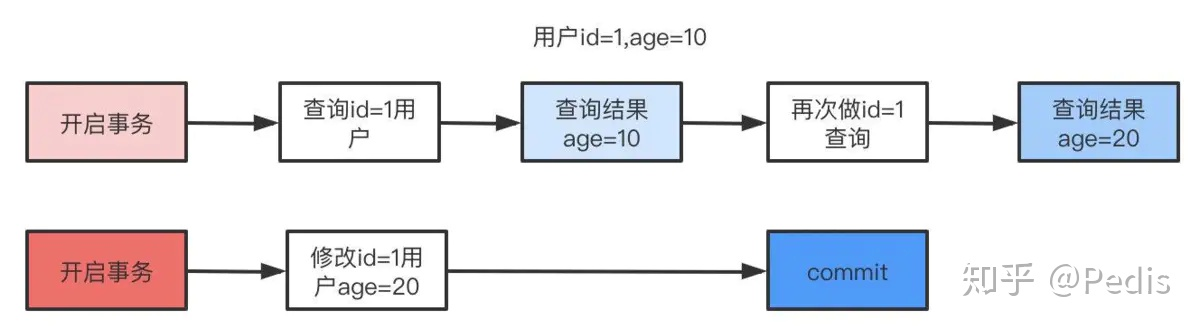 用户id=1,age=10
开启事务
查询id=1用
户
查询结果
age=10
再次做id=1
查询
查询结果
age=20
开启事务
修改id=1用
户age=20
commit
知乎 @Pedis